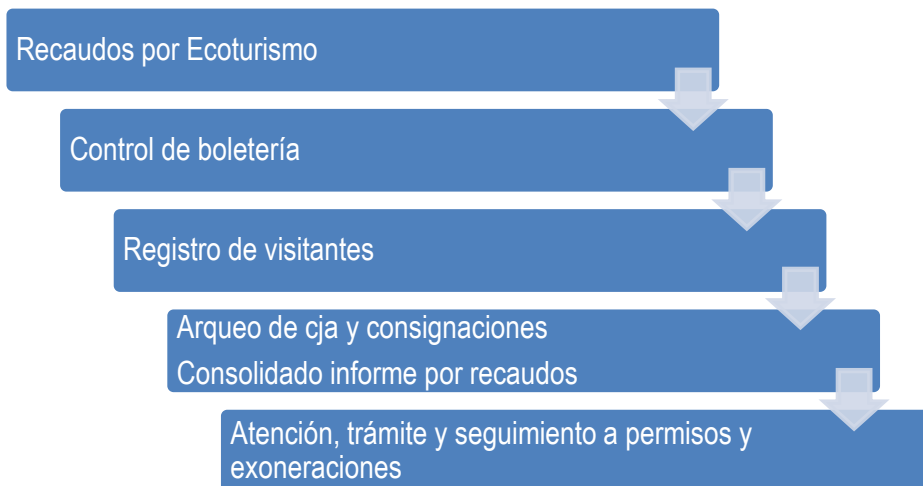 Recaudos por Ecoturismo
Control de boletería
Registro de visitantes
Arqueo de cja y consignaciones
Consolidado informe por recaudos
Atención, trámite y seguimiento a permisos y
exoneraciones